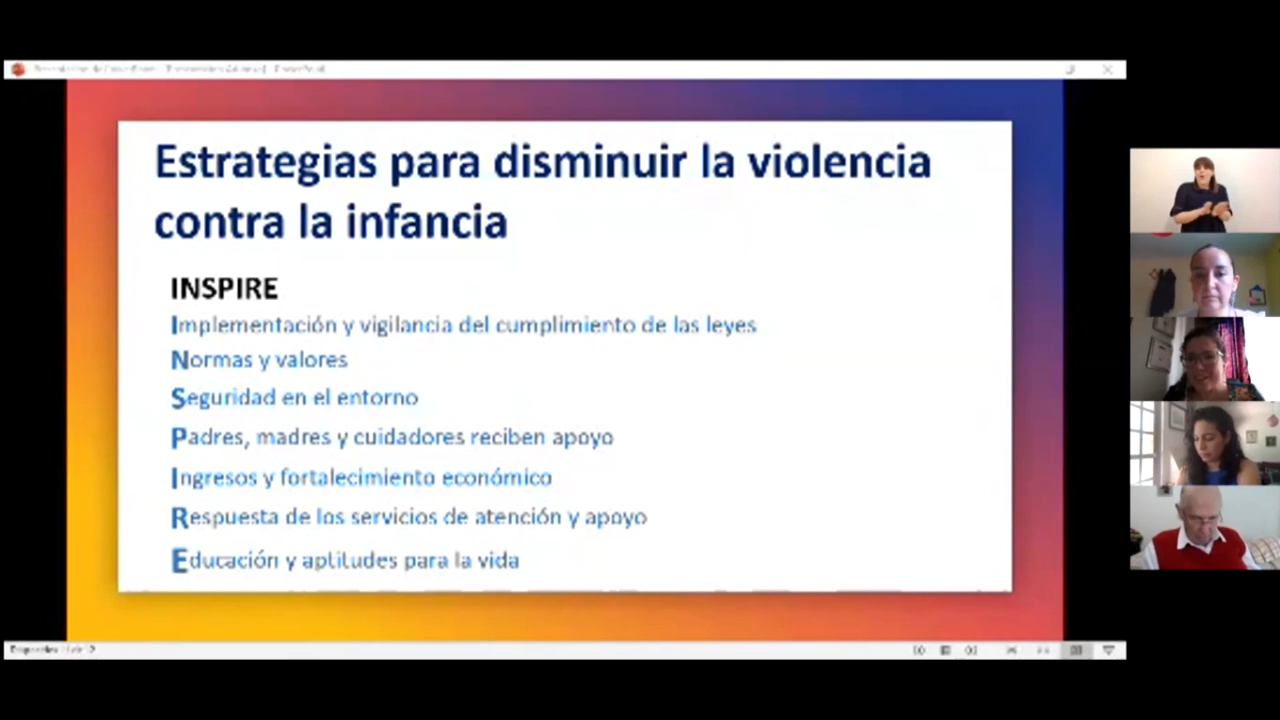 Estrategias para disminuir la violencia
contra la infancia
INSPIRE
Implementación y vigilancia del cumplimiento de las leyes
Normas y valores
Seguridad en el entorno
Padres, madres y cuidadores reciben apoyo
Ingresos y fortalecimiento económico
Respuesta de los servicios de atención y apoyo
Educación y aptitudes para la vida